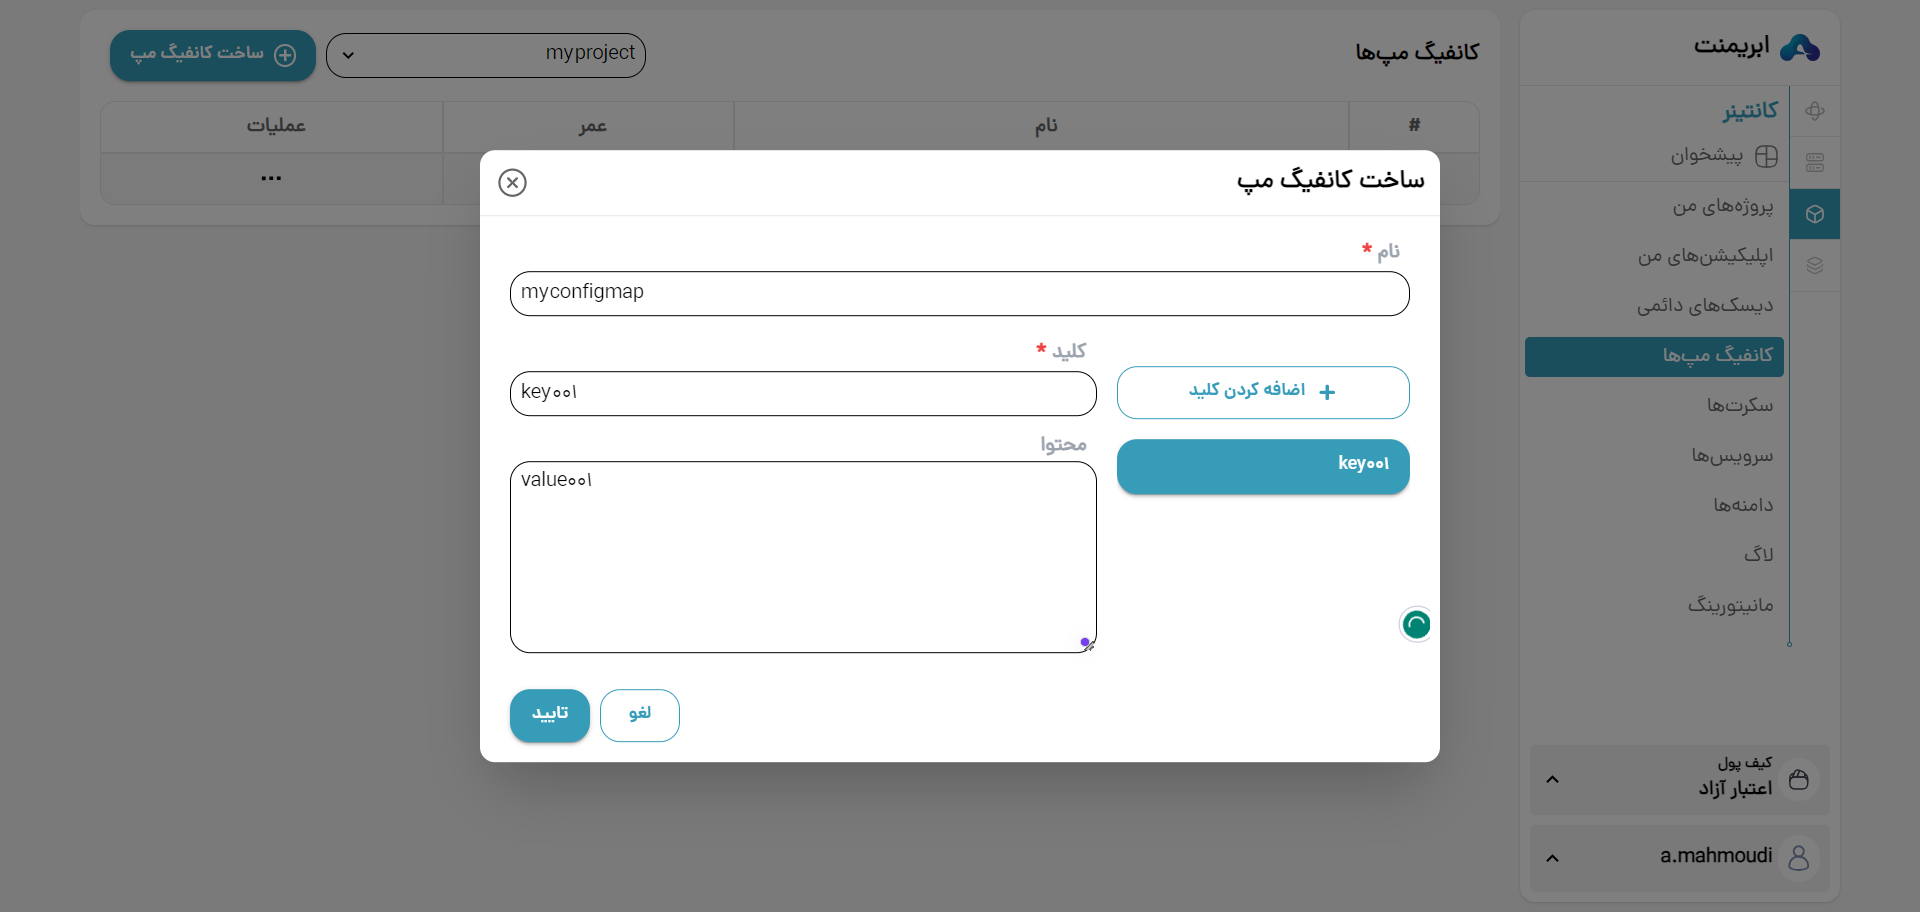 ابریمنت
کانتینر
پیشخوان
پروژه‌های من
اپلیکیشن‌های من
دیسک‌های دائمی
کانفیگ مپ‌ها
سکرت‌ها
سرویس‌ها
دامنه‌ها
لاگ
مانیتورینگ
کیف پول
اعتبار آزاد
a.mahmoudi
کانفیگ مپ‌ها
myproject
ساخت کانفیگ مپ
# نام عمر عملیات
...
ساخت کانفیگ مپ
نام *
myconfigmap
اضافه کردن کلید
key۰۰۱
کلید *
key۰۰۱
محتوا
value۰۰۱
لغو
تایید